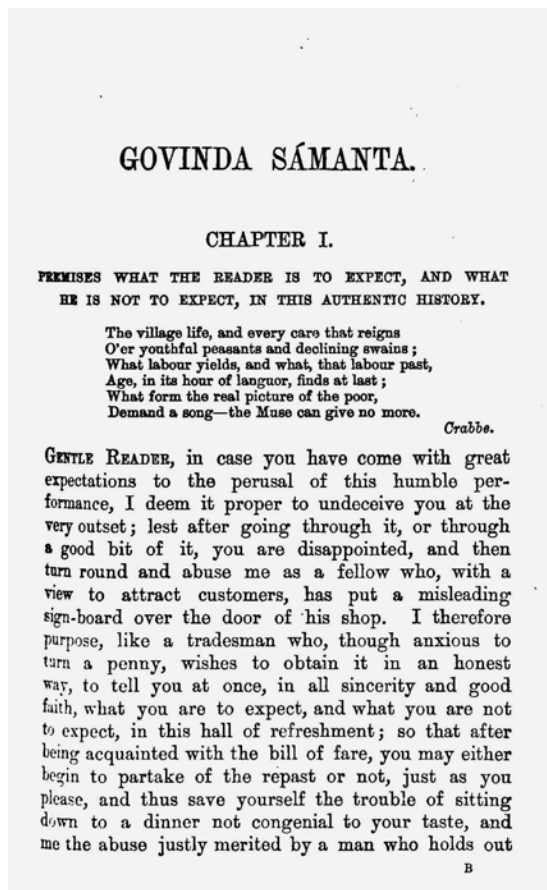 GOVINDA SÁMANTA.
CHAPTER I.
PREMISES WHAT THE READER IS TO EXPECT, AND WHAT
HE IS NOT TO EXPECT, IN THIS AUTHENTIC HISTORY.
The village life, and every care that reigns
O'er youthful peasants and declining swains;
What labour yields, and what, that labour past,
Age, in its hour of languor, finds at last;
What form the real picture of the poor,
Demand a song—the Muse can give no more.
Crabbe.
GENTLE READER, in case you have come with great
expectations to the perusal of this humble per-
formance, I deem it proper to undeceive you at the
very outset; lest after going through it, or through
a good bit of it, you are disappointed, and then
turn round and abuse me as a fellow who, with a
view to attract customers, has put a misleading
sign-board over the door of his shop. I therefore
purpose, like a tradesman who, though anxious to
turn a penny, wishes to obtain it in an honest
way, to tell you at once, in all sincerity and good
faith, what you are to expect, and what you are not
to expect, in this hall of refreshment; so that after
being acquainted with the bill of fare, you may either
begin to partake of the repast or not, just as you
please, and thus save yourself the trouble of sitting
down to a dinner not congenial to your taste, and
me the abuse justly merited by a man who holds out
B